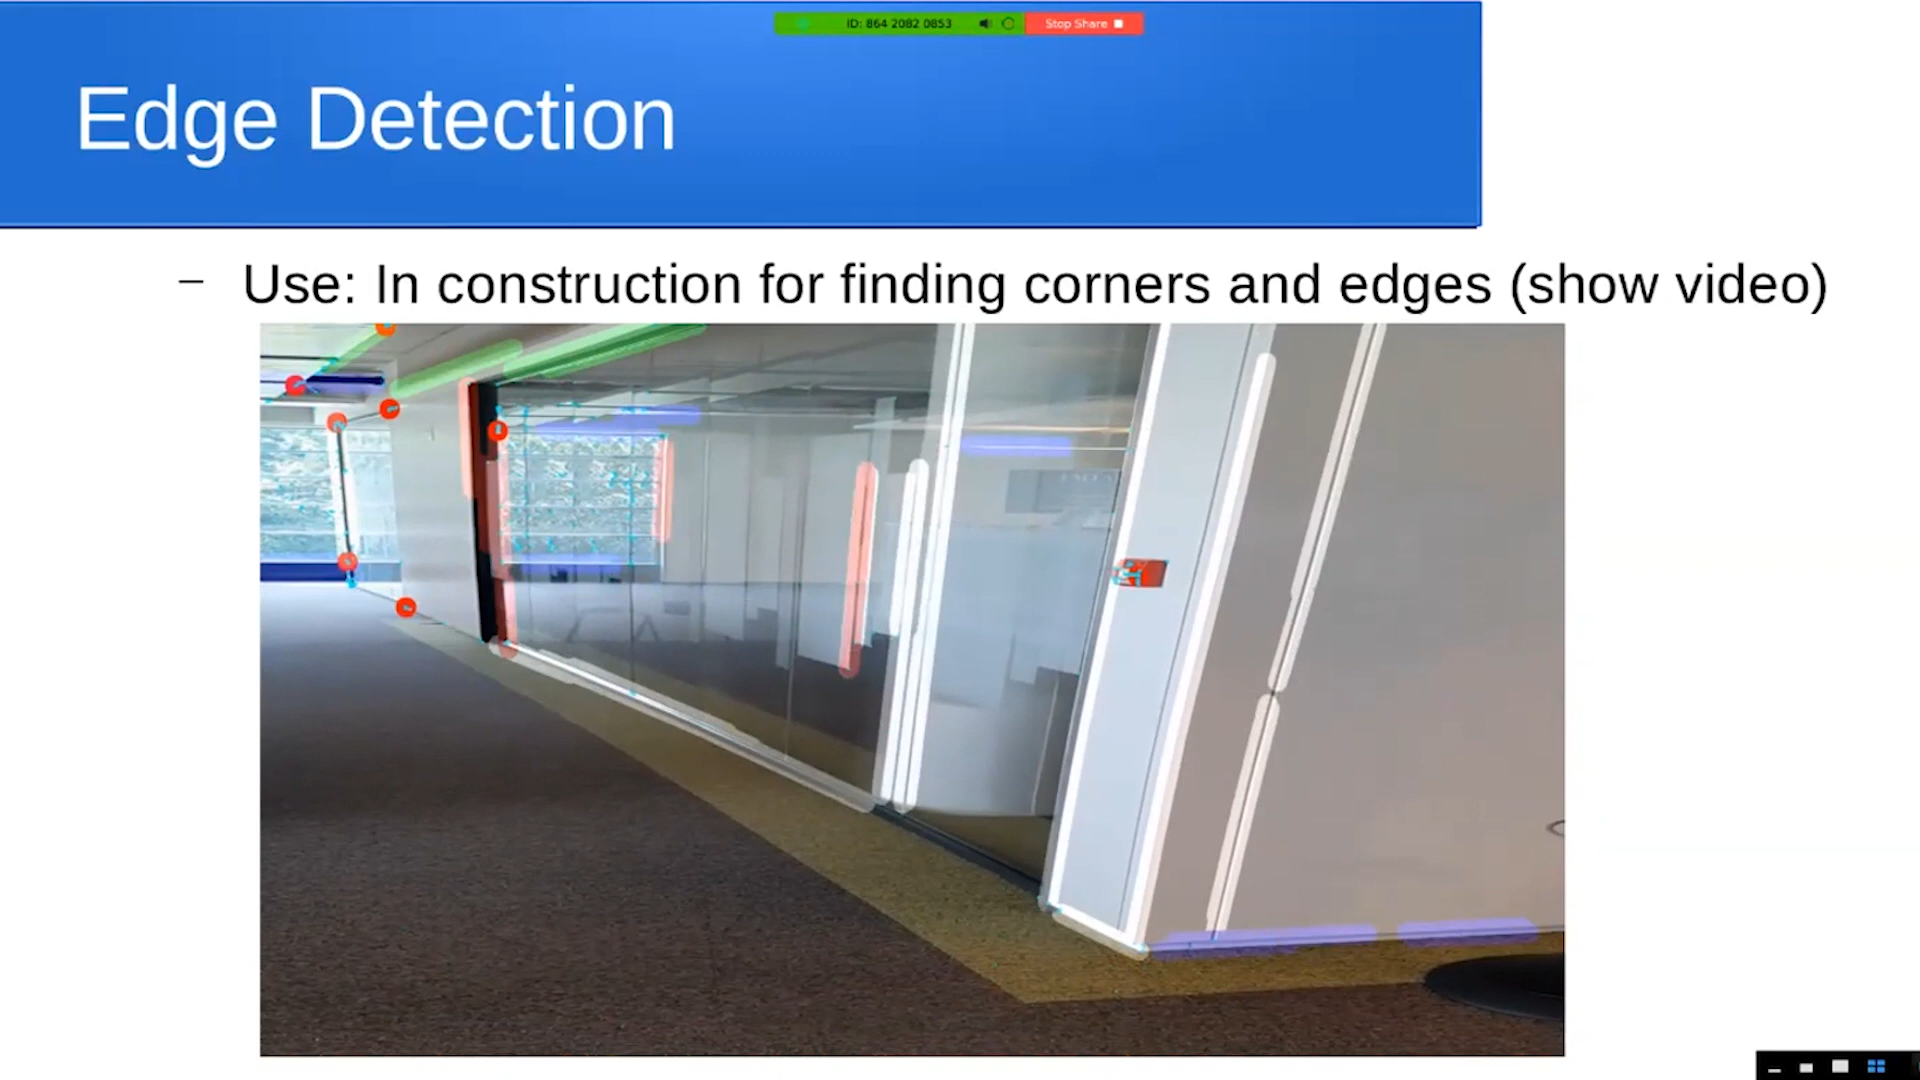 ID: 864 2082 0853
Stop Share
Edge Detection
– Use: In construction for finding corners and edges (show video)